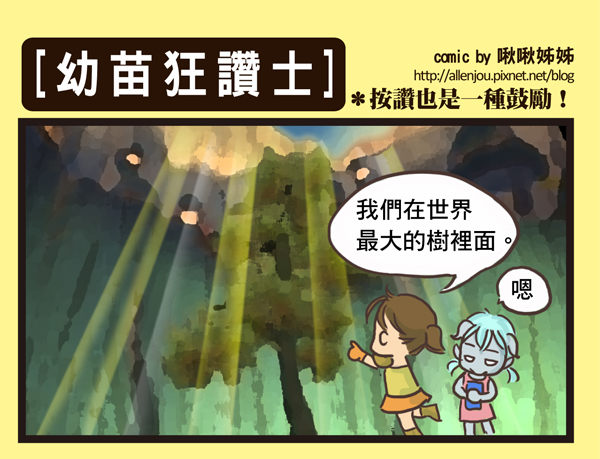 [幼苗狂讚士]
comic by 啾啾姊姊
http://allenjou.pixnet.net/blog
＊按讚也是一種鼓勵！
我們在世界
最大的樹裡面。
嗯